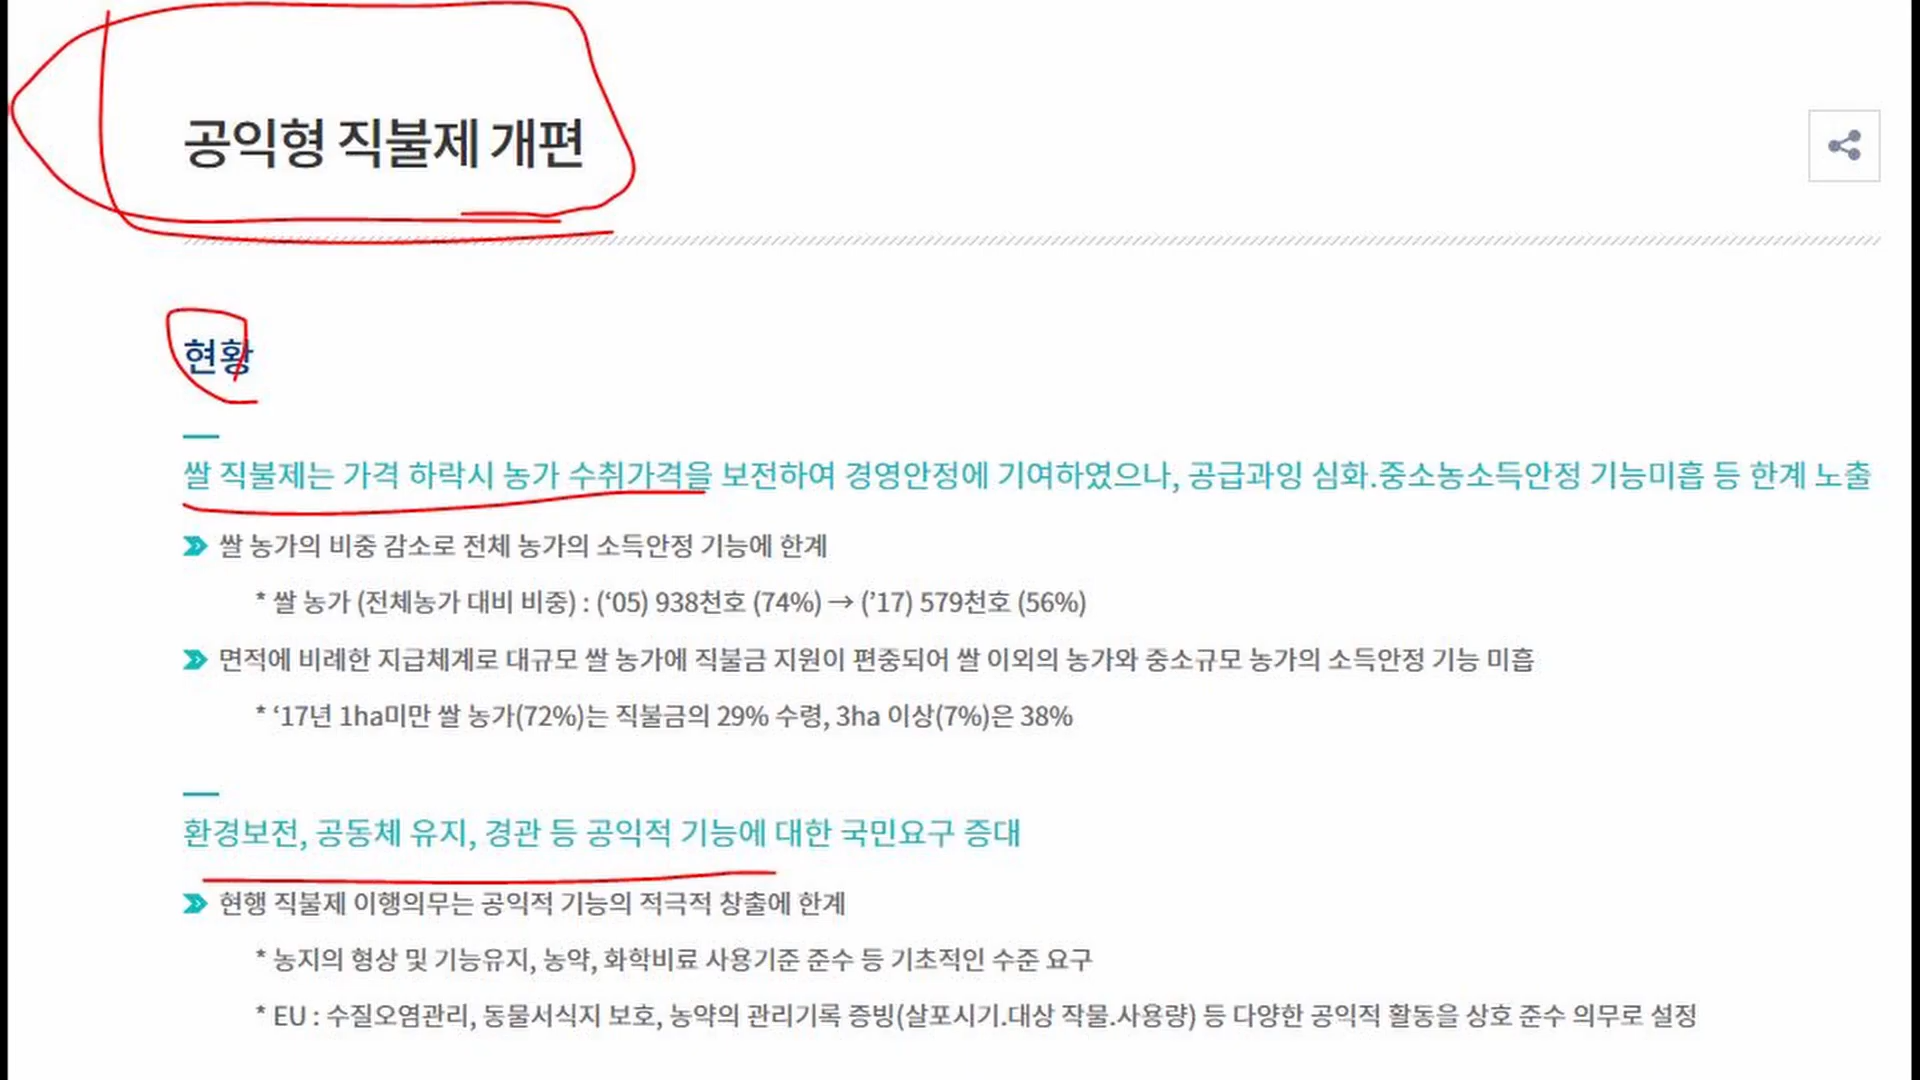 공익형 직불제 개편
현황
쌀 직불제는 가격 하락시 농가 수취가격을 보전하여 경영안정에 기여하였으나, 공급과잉 심화.중소농소득안정 기능미흡 등 한계 노출
쌀 농가의 비중 감소로 전체 농가의 소득안정 기능에 한계
* 쌀 농가 (전체농가 대비 비중) : (‘05) 938천호 (74%) → (’17) 579천호 (56%)
면적에 비례한 지급체계로 대규모 쌀 농가에 직불금 지원이 편중되어 쌀 이외의 농가와 중소규모 농가의 소득안정 기능 미흡
* ‘17년 1ha미만 쌀 농가(72%)는 직불금의 29% 수령, 3ha 이상(7%)은 38%
환경보전, 공동체 유지, 경관 등 공익적 기능에 대한 국민요구 증대
현행 직불제 이행의무는 공익적 기능의 적극적 창출에 한계
* 농지의 형상 및 기능유지, 농약, 화학비료 사용기준 준수 등 기초적인 수준 요구
* EU : 수질오염관리, 동물서식지 보호, 농약의 관리기록 증빙(살포시기.대상 작물.사용량) 등 다양한 공익적 활동을 상호 준수 의무로 설정